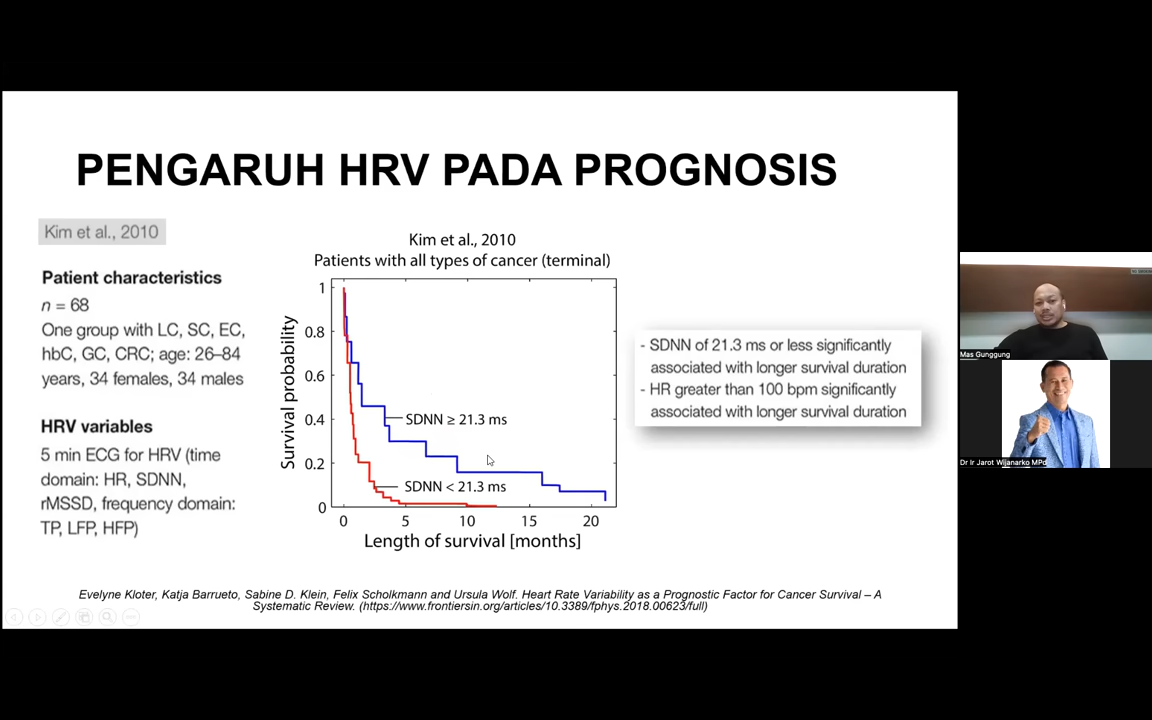 PENGARUH HRV PADA PROGNOSIS
Kim et al., 2010
Patient characteristics
n = 68
One group with LC, SC, EC,
hbC, GC, CRC; age: 26–84
years, 34 females, 34 males
HRV variables
5 min ECG for HRV (time
domain: HR, SDNN,
rMSSD, frequency domain:
TP, LFP, HFP)
Kim et al., 2010
Patients with all types of cancer (terminal)
Survival probability
1
0.8
0.6
0.4
0.2
0
SDNN ≥ 21.3 ms
SDNN < 21.3 ms
0 5 10 15 20
Length of survival [months]
- SDNN of 21.3 ms or less significantly
associated with longer survival duration
- HR greater than 100 bpm significantly
associated with longer survival duration
Evelyne Kloter, Katja Barrueto, Sabine D. Klein, Felix Scholkmann and Ursula Wolf. Heart Rate Variability as a Prognostic Factor for Cancer Survival – A
Systematic Review. (https://www.frontiersin.org/articles/10.3389/fphys.2018.00623/full)
Mas Gunggung
Dr Ir Jarot Wijanarko MPd